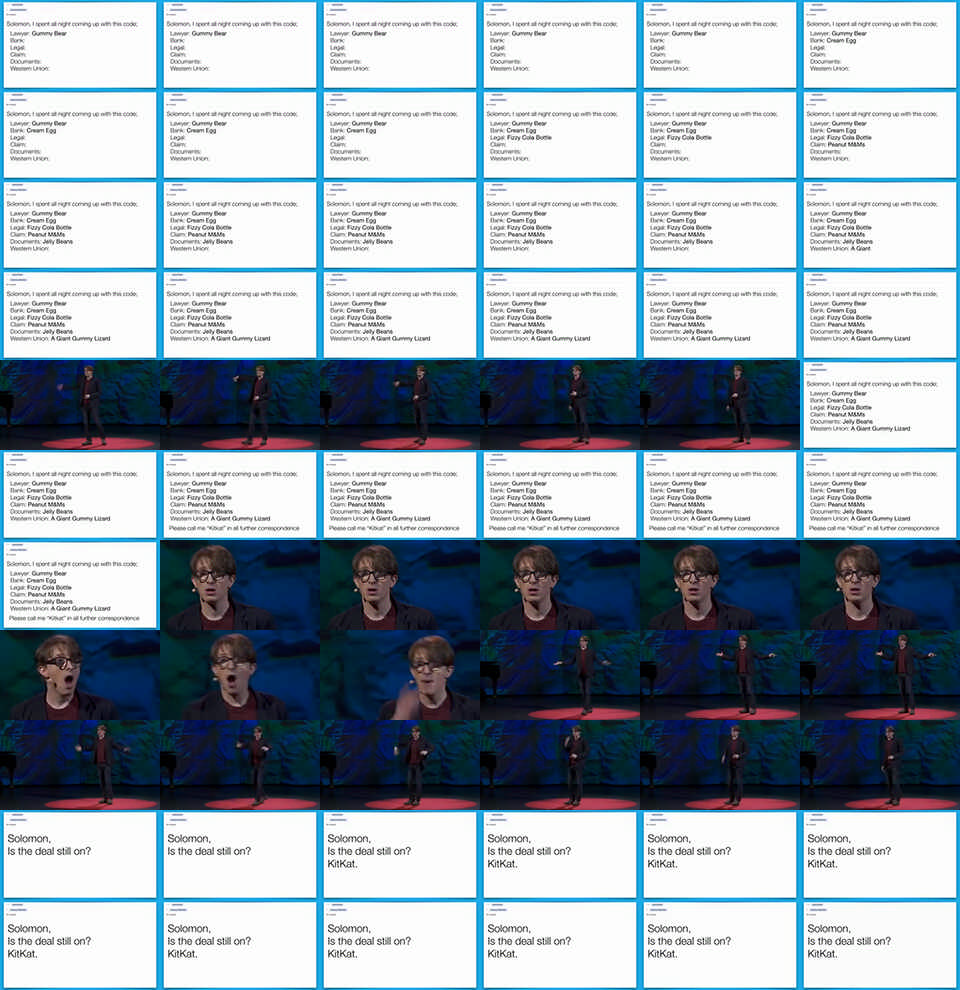 Solomon, I spent all night coming up with this code;
Lawyer: Gummy Bear
Bank:
Legal:
Claim:
Documents:
Western Union:
Solomon, I spent all night coming up with this code;
Lawyer: Gummy Bear
Bank:
Legal:
Claim:
Documents:
Western Union:
Solomon, I spent all night coming up with this code;
Lawyer: Gummy Bear
Bank:
Legal:
Claim:
Documents:
Western Union:
Solomon, I spent all night coming up with this code;
Lawyer: Gummy Bear
Bank:
Legal:
Claim:
Documents:
Western Union:
Solomon, I spent all night coming up with this code;
Lawyer: Gummy Bear
Bank:
Legal:
Claim:
Documents:
Western Union:
Solomon, I spent all night coming up with this code;
Lawyer: Gummy Bear
Bank: Cream Egg
Legal:
Claim:
Documents:
Western Union:
Solomon, I spent all night coming up with this code;
Lawyer: Gummy Bear
Bank: Cream Egg
Legal:
Claim:
Documents:
Western Union:
Solomon, I spent all night coming up with this code;
Lawyer: Gummy Bear
Bank: Cream Egg
Legal:
Claim:
Documents:
Western Union:
Solomon, I spent all night coming up with this code;
Lawyer: Gummy Bear
Bank: Cream Egg
Legal:
Claim:
Documents:
Western Union:
Solomon, I spent all night coming up with this code;
Lawyer: Gummy Bear
Bank: Cream Egg
Legal: Fizzy Cola Bottle
Claim:
Documents:
Western Union:
Solomon, I spent all night coming up with this code;
Lawyer: Gummy Bear
Bank: Cream Egg
Legal: Fizzy Cola Bottle
Claim:
Documents:
Western Union:
Solomon, I spent all night coming up with this code;
Lawyer: Gummy Bear
Bank: Cream Egg
Legal: Fizzy Cola Bottle
Claim: Peanut M&Ms
Documents:
Western Union:
Solomon, I spent all night coming up with this code;
Lawyer: Gummy Bear
Bank: Cream Egg
Legal: Fizzy Cola Bottle
Claim: Peanut M&Ms
Documents: Jelly Beans
Western Union:
Solomon, I spent all night coming up with this code;
Lawyer: Gummy Bear
Bank: Cream Egg
Legal: Fizzy Cola Bottle
Claim: Peanut M&Ms
Documents: Jelly Beans
Western Union:
Solomon, I spent all night coming up with this code;
Lawyer: Gummy Bear
Bank: Cream Egg
Legal: Fizzy Cola Bottle
Claim: Peanut M&Ms
Documents: Jelly Beans
Western Union:
Solomon, I spent all night coming up with this code;
Lawyer: Gummy Bear
Bank: Cream Egg
Legal: Fizzy Cola Bottle
Claim: Peanut M&Ms
Documents: Jelly Beans
Western Union:
Solomon, I spent all night coming up with this code;
Lawyer: Gummy Bear
Bank: Cream Egg
Legal: Fizzy Cola Bottle
Claim: Peanut M&Ms
Documents: Jelly Beans
Western Union:
Solomon, I spent all night coming up with this code;
Lawyer: Gummy Bear
Bank: Cream Egg
Legal: Fizzy Cola Bottle
Claim: Peanut M&Ms
Documents: Jelly Beans
Western Union: A Giant
Solomon, I spent all night coming up with this code;
Lawyer: Gummy Bear
Bank: Cream Egg
Legal: Fizzy Cola Bottle
Claim: Peanut M&Ms
Documents: Jelly Beans
Western Union: A Giant Gummy Lizard
Solomon, I spent all night coming up with this code;
Lawyer: Gummy Bear
Bank: Cream Egg
Legal: Fizzy Cola Bottle
Claim: Peanut M&Ms
Documents: Jelly Beans
Western Union: A Giant Gummy Lizard
Solomon, I spent all night coming up with this code;
Lawyer: Gummy Bear
Bank: Cream Egg
Legal: Fizzy Cola Bottle
Claim: Peanut M&Ms
Documents: Jelly Beans
Western Union: A Giant Gummy Lizard
Solomon, I spent all night coming up with this code;
Lawyer: Gummy Bear
Bank: Cream Egg
Legal: Fizzy Cola Bottle
Claim: Peanut M&Ms
Documents: Jelly Beans
Western Union: A Giant Gummy Lizard
Solomon, I spent all night coming up with this code;
Lawyer: Gummy Bear
Bank: Cream Egg
Legal: Fizzy Cola Bottle
Claim: Peanut M&Ms
Documents: Jelly Beans
Western Union: A Giant Gummy Lizard
Solomon, I spent all night coming up with this code;
Lawyer: Gummy Bear
Bank: Cream Egg
Legal: Fizzy Cola Bottle
Claim: Peanut M&Ms
Documents: Jelly Beans
Western Union: A Giant Gummy Lizard
Solomon, I spent all night coming up with this code;
Lawyer: Gummy Bear
Bank: Cream Egg
Legal: Fizzy Cola Bottle
Claim: Peanut M&Ms
Documents: Jelly Beans
Western Union: A Giant Gummy Lizard
Solomon, I spent all night coming up with this code;
Lawyer: Gummy Bear
Bank: Cream Egg
Legal: Fizzy Cola Bottle
Claim: Peanut M&Ms
Documents: Jelly Beans
Western Union: A Giant Gummy Lizard
Solomon, I spent all night coming up with this code;
Lawyer: Gummy Bear
Bank: Cream Egg
Legal: Fizzy Cola Bottle
Claim: Peanut M&Ms
Documents: Jelly Beans
Western Union: A Giant Gummy Lizard
Please call me "Kitkat" in all further correspondence
Solomon, I spent all night coming up with this code;
Lawyer: Gummy Bear
Bank: Cream Egg
Legal: Fizzy Cola Bottle
Claim: Peanut M&Ms
Documents: Jelly Beans
Western Union: A Giant Gummy Lizard
Please call me "Kitkat" in all further correspondence
Solomon, I spent all night coming up with this code;
Lawyer: Gummy Bear
Bank: Cream Egg
Legal: Fizzy Cola Bottle
Claim: Peanut M&Ms
Documents: Jelly Beans
Western Union: A Giant Gummy Lizard
Please call me "Kitkat" in all further correspondence
Solomon, I spent all night coming up with this code;
Lawyer: Gummy Bear
Bank: Cream Egg
Legal: Fizzy Cola Bottle
Claim: Peanut M&Ms
Documents: Jelly Beans
Western Union: A Giant Gummy Lizard
Please call me "Kitkat" in all further correspondence
Solomon, I spent all night coming up with this code;
Lawyer: Gummy Bear
Bank: Cream Egg
Legal: Fizzy Cola Bottle
Claim: Peanut M&Ms
Documents: Jelly Beans
Western Union: A Giant Gummy Lizard
Please call me "Kitkat" in all further correspondence
Solomon, I spent all night coming up with this code;
Lawyer: Gummy Bear
Bank: Cream Egg
Legal: Fizzy Cola Bottle
Claim: Peanut M&Ms
Documents: Jelly Beans
Western Union: A Giant Gummy Lizard
Please call me "Kitkat" in all further correspondence
Solomon,
Is the deal still on?
Solomon,
Is the deal still on?
Solomon,
Is the deal still on?
KitKat.
Solomon,
Is the deal still on?
KitKat.
Solomon,
Is the deal still on?
KitKat.
Solomon,
Is the deal still on?
KitKat.
Solomon,
Is the deal still on?
KitKat.
Solomon,
Is the deal still on?
KitKat.
Solomon,
Is the deal still on?
KitKat.
Solomon,
Is the deal still on?
KitKat.
Solomon,
Is the deal still on?
KitKat.
Solomon,
Is the deal still on?
KitKat.